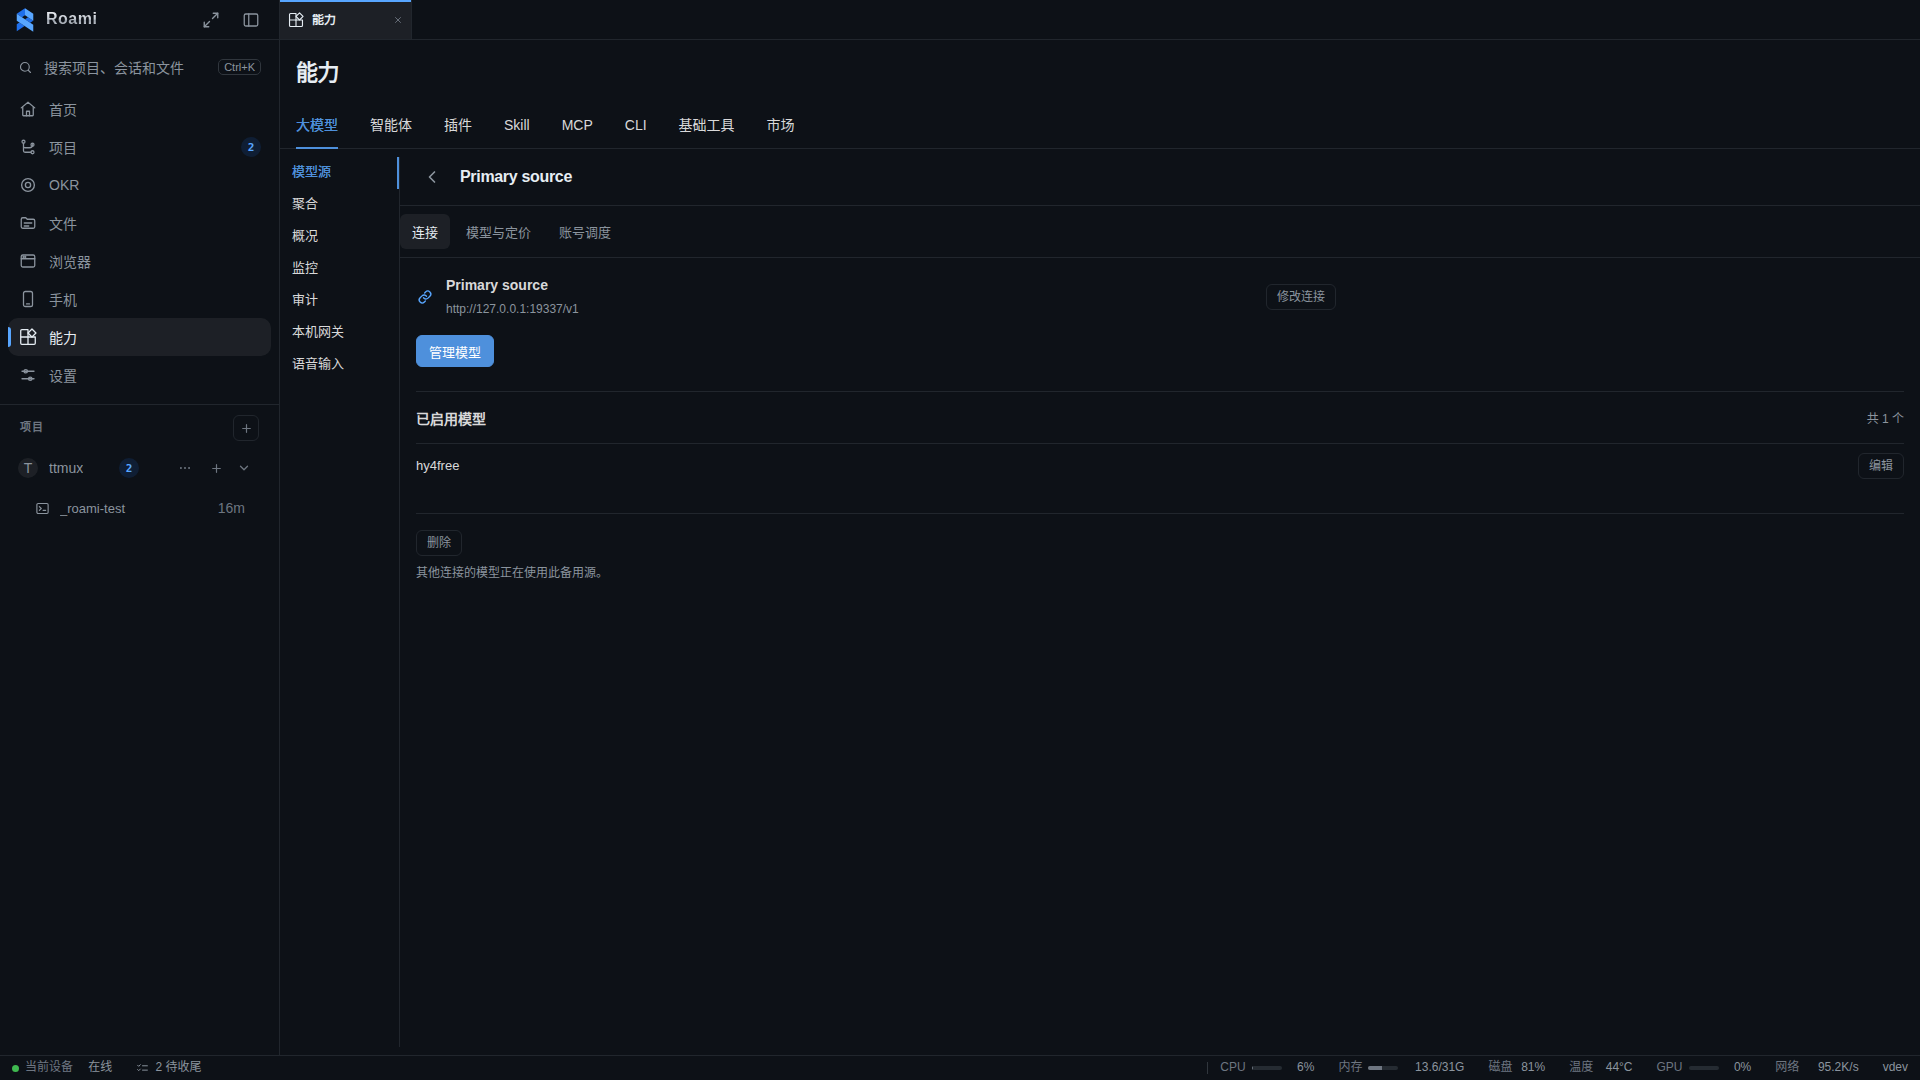 Roami
能力
搜索项目、会话和文件
Ctrl+K
首页
项目
2
OKR
文件
浏览器
手机
能力
设置
项目
T
ttmux
2
_roami-test
16m
能力
大模型
智能体
插件
Skill
MCP
CLI
基础工具
市场
模型源
聚合
概况
监控
审计
本机网关
语音输入
Primary source
连接
模型与定价
账号调度
Primary source
http://127.0.0.1:19337/v1
修改连接
管理模型
已启用模型
共 1 个
hy4free
编辑
删除
其他连接的模型正在使用此备用源。
当前设备
在线
2 待收尾
CPU
6%
内存
13.6/31G
磁盘
81%
温度
44°C
GPU
0%
网络
95.2K/s
vdev